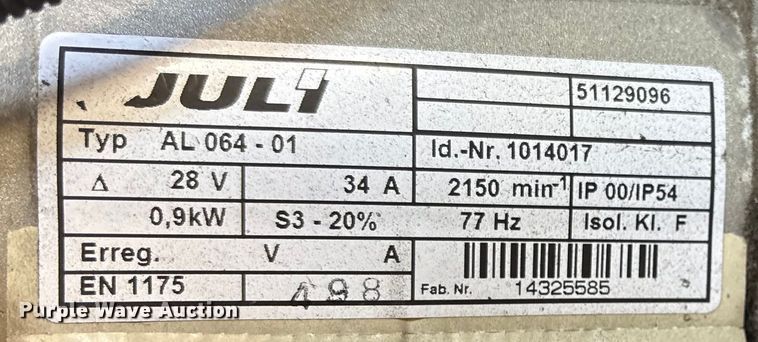 JULI
51129096
Typ AL 064 - 01 Id.-Nr. 1014017
Δ 28 V 34 A 2150 min-1 IP 00/IP54
0,9kW S3 - 20% 77 Hz Isol. Kl. F
Erreg. V A
EN 1175 498 Fab. Nr. 14325585
Purple Wave Auction